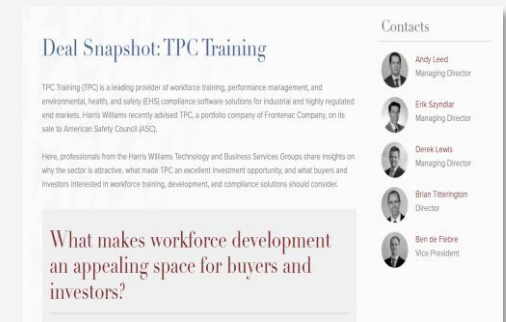 Deal Snapshot: TPC Training
TPC Training (TPC) is a leading provider of workforce training, performance management, and
environmental, health, and safety (EHS) compliance software solutions for industrial and highly regulated
end markets. Harris Williams recently advised TPC, a portfolio company of Frontenac Company, on its
sale to American Safety Council (ASC).
Here, professionals from the Harris Williams Technology and Business Services Groups share insights on
why the sector is attractive, what made TPC an excellent investment opportunity, and what buyers and
investors interested in workforce training, development, and compliance solutions should consider.
What makes workforce development
an appealing space for buyers and
investors?
Contacts
Andy Leed
Managing Director
Erik Szyndlar
Managing Director
Derek Lewis
Managing Director
Brian Titterington
Director
Ben de Fiebre
Vice President